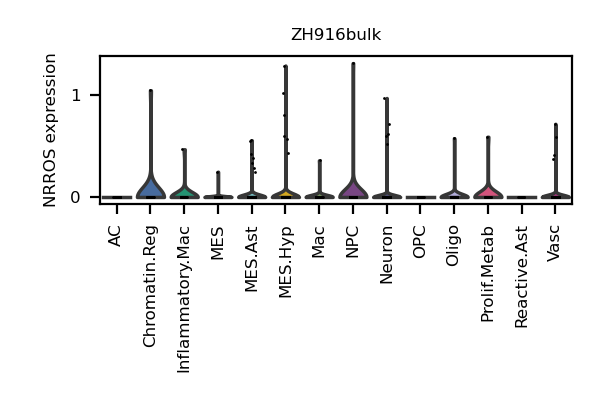 ZH916bulk
NRROS expression
1
0
AC
Chromatin.Reg
Inflammatory.Mac
MES
MES.Ast
MES.Hyp
Mac
NPC
Neuron
OPC
Oligo
Prolif.Metab
Reactive.Ast
Vasc